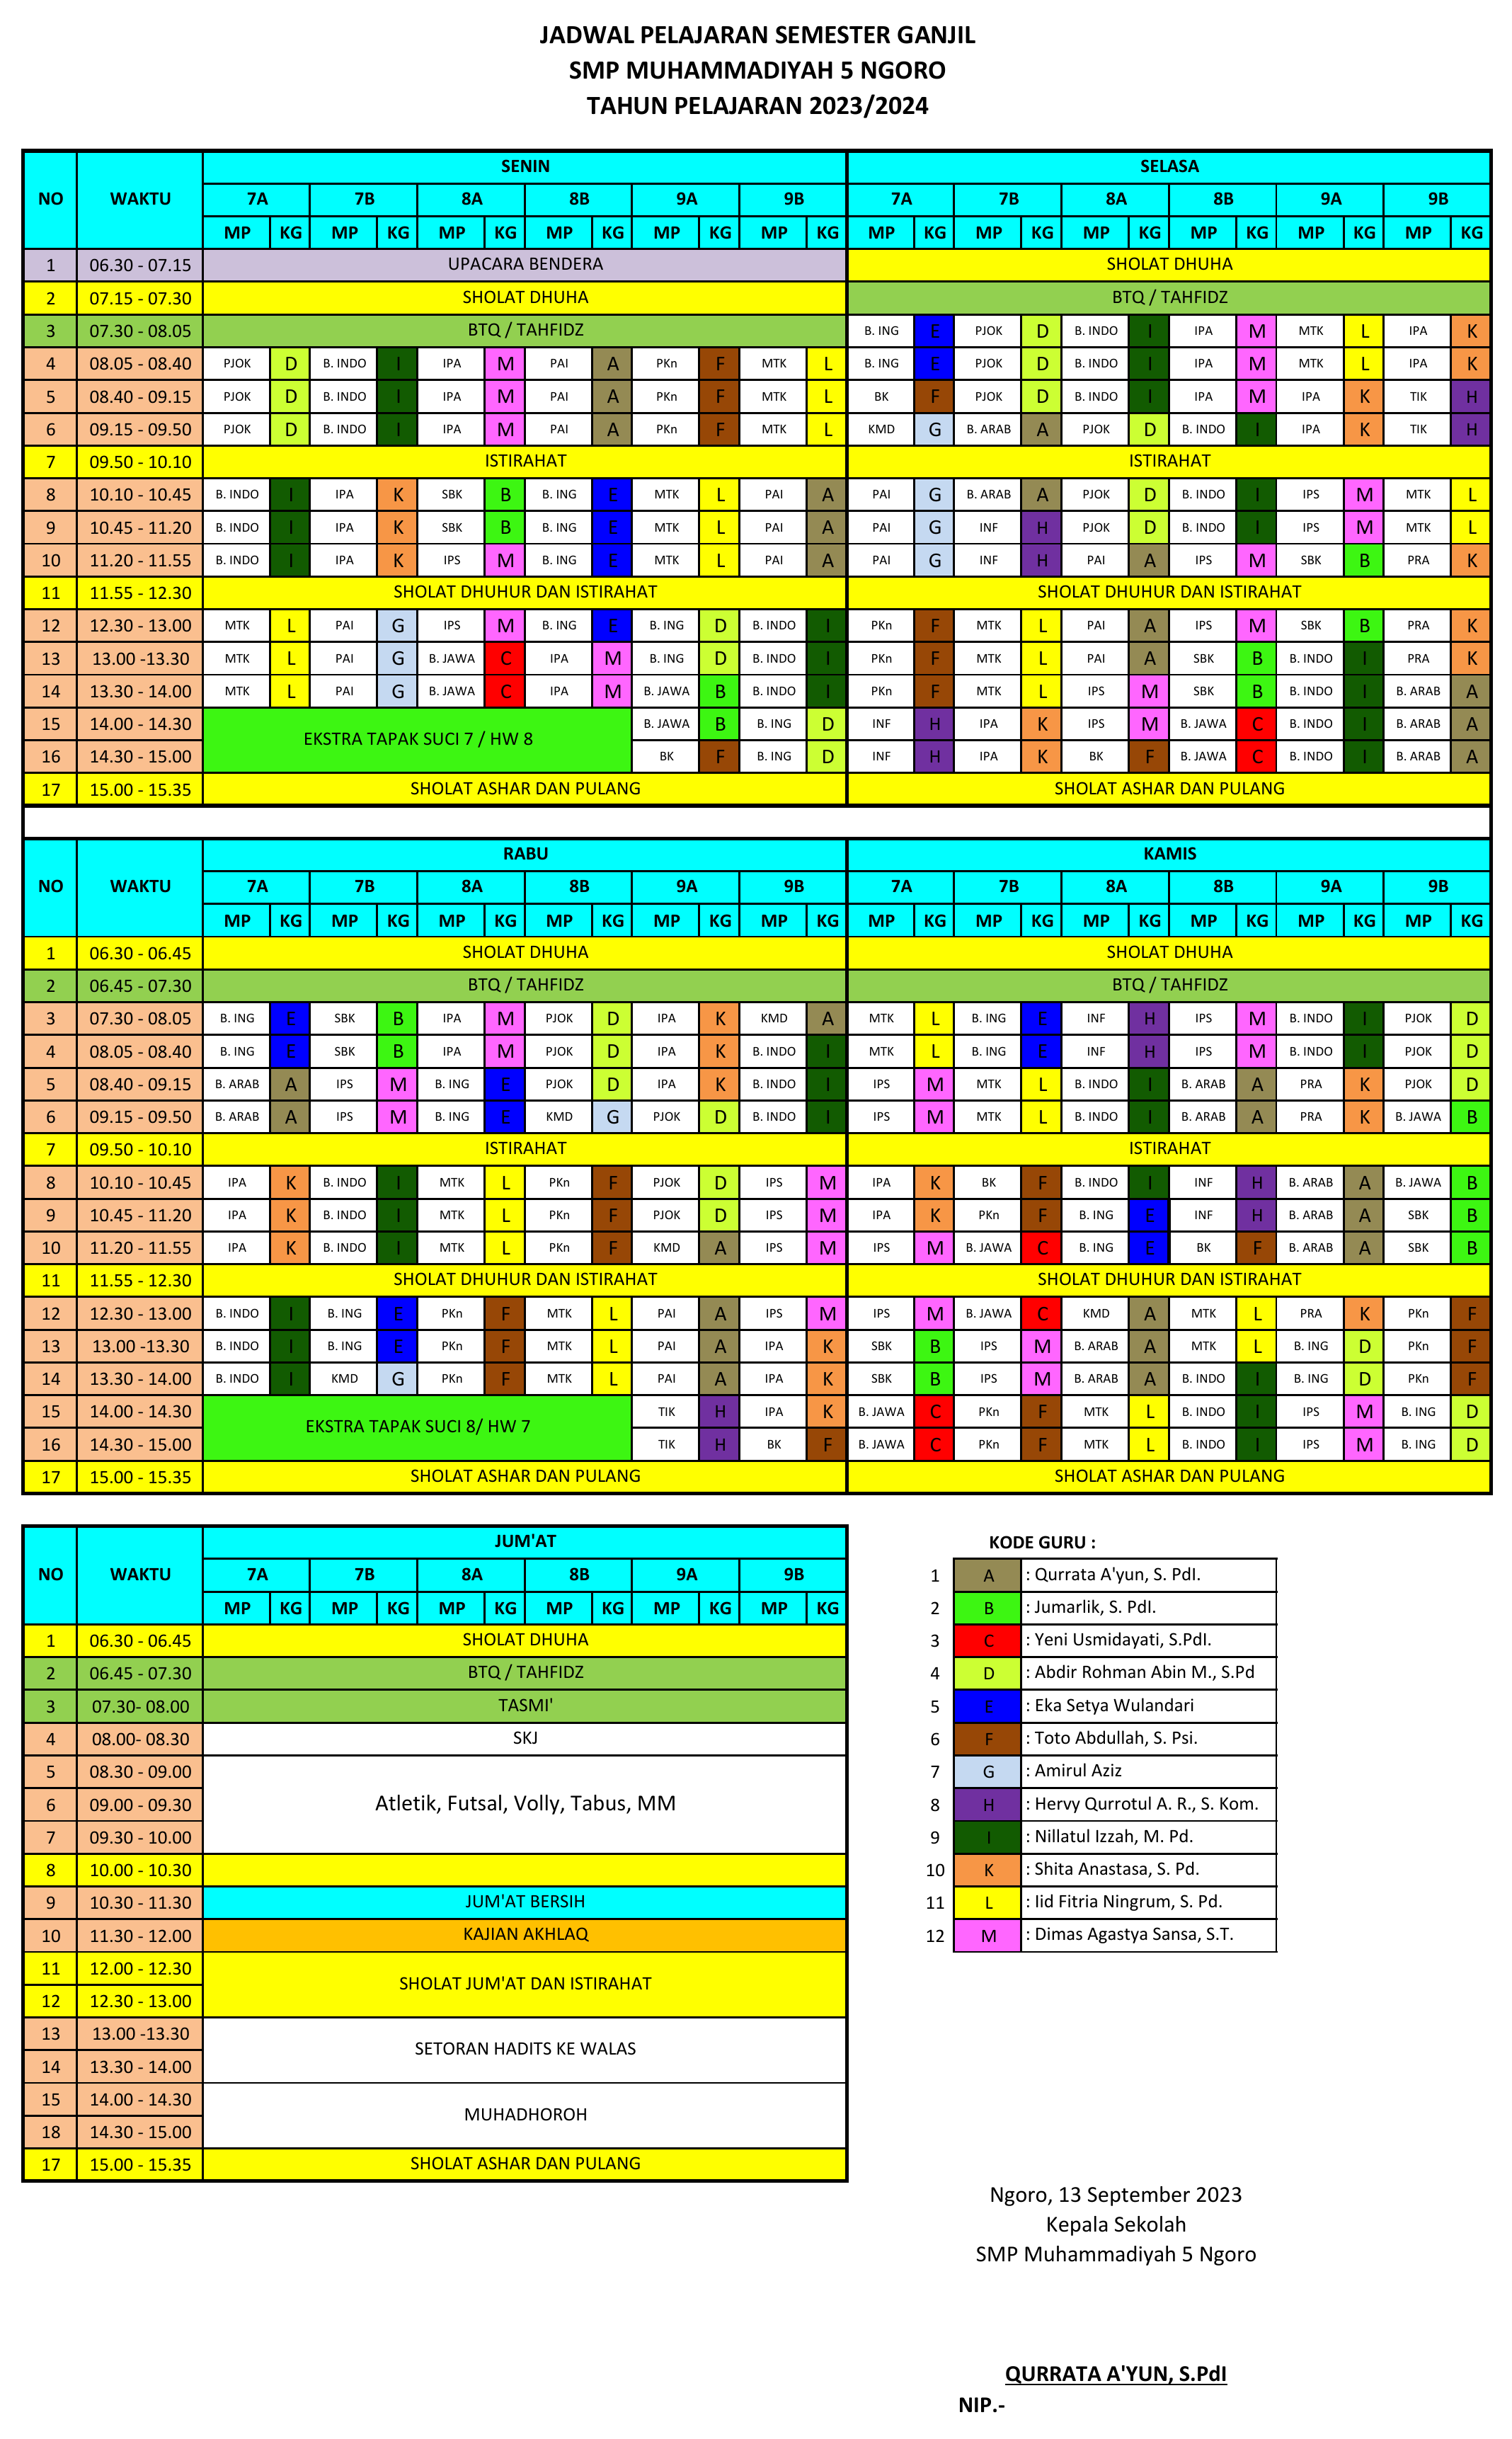 JADWAL PELAJARAN SEMESTER GANJIL
SMP MUHAMMADIYAH 5 NGORO
TAHUN PELAJARAN 2023/2024
NO WAKTU SENIN SELASA
7A 7B 8A 8B 9A 9B 7A 7B 8A 8B 9A 9B
MP KG MP KG MP KG MP KG MP KG MP KG MP KG MP KG MP KG MP KG MP KG MP KG
1 06.30 - 07.15 UPACARA BENDERA SHOLAT DHUHA
2 07.15 - 07.30 SHOLAT DHUHA BTQ / TAHFIDZ
3 07.30 - 08.05 BTQ / TAHFIDZ B. ING E PJOK D B. INDO I IPA M MTK L IPA K
4 08.05 - 08.40 PJOK D B. INDO I IPA M PAI A PKn F MTK L B. ING E PJOK D B. INDO I IPA M MTK L IPA K
5 08.40 - 09.15 PJOK D B. INDO I IPA M PAI A PKn F MTK L BK F PJOK D B. INDO I IPA M IPA K TIK H
6 09.15 - 09.50 PJOK D B. INDO I IPA M PAI A PKn F MTK L KMD G B. ARAB A PJOK D B. INDO I IPA K TIK H
7 09.50 - 10.10 ISTIRAHAT ISTIRAHAT
8 10.10 - 10.45 B. INDO I IPA K SBK B B. ING E MTK L PAI A PAI G B. ARAB A PJOK D B. INDO I IPS M MTK L
9 10.45 - 11.20 B. INDO I IPA K SBK B B. ING E MTK L PAI A PAI G INF H PJOK D B. INDO I IPS M MTK L
10 11.20 - 11.55 B. INDO I IPA K IPS M B. ING E MTK L PAI A PAI G INF H PAI A IPS M SBK B PRA K
11 11.55 - 12.30 SHOLAT DHUHUR DAN ISTIRAHAT SHOLAT DHUHUR DAN ISTIRAHAT
12 12.30 - 13.00 MTK L PAI G IPS M B. ING E B. ING D B. INDO I PKn F MTK L PAI A IPS M SBK B PRA K
13 13.00 -13.30 MTK L PAI G B. JAWA C IPA M B. ING D B. INDO I PKn F MTK L PAI A SBK B B. INDO I PRA K
14 13.30 - 14.00 MTK L PAI G B. JAWA C IPA M B. JAWA B B. INDO I PKn F MTK L IPS M SBK B B. INDO I B. ARAB A
15 14.00 - 14.30 EKSTRA TAPAK SUCI 7 / HW 8 B. JAWA B B. ING D INF H IPA K IPS M B. JAWA C B. INDO I B. ARAB A
16 14.30 - 15.00 BK F B. ING D INF H IPA K BK F B. JAWA C B. INDO I B. ARAB A
17 15.00 - 15.35 SHOLAT ASHAR DAN PULANG SHOLAT ASHAR DAN PULANG
NO WAKTU RABU KAMIS
7A 7B 8A 8B 9A 9B 7A 7B 8A 8B 9A 9B
MP KG MP KG MP KG MP KG MP KG MP KG MP KG MP KG MP KG MP KG MP KG MP KG
1 06.30 - 06.45 SHOLAT DHUHA SHOLAT DHUHA
2 06.45 - 07.30 BTQ / TAHFIDZ BTQ / TAHFIDZ
3 07.30 - 08.05 B. ING E SBK B IPA M PJOK D IPA K KMD A MTK L B. ING E INF H IPS M B. INDO I PJOK D
4 08.05 - 08.40 B. ING E SBK B IPA M PJOK D IPA K B. INDO I MTK L B. ING E INF H IPS M B. INDO I PJOK D
5 08.40 - 09.15 B. ARAB A IPS M B. ING E PJOK D IPA K B. INDO I IPS M MTK L B. INDO I B. ARAB A PRA K PJOK D
6 09.15 - 09.50 B. ARAB A IPS M B. ING E KMD G PJOK D B. INDO I IPS M MTK L B. INDO I B. ARAB A PRA K B. JAWA B
7 09.50 - 10.10 ISTIRAHAT ISTIRAHAT
8 10.10 - 10.45 IPA K B. INDO I MTK L PKn F PJOK D IPS M IPA K BK F B. INDO I INF H B. ARAB A B. JAWA B
9 10.45 - 11.20 IPA K B. INDO I MTK L PKn F PJOK D IPS M IPA K PKn F B. ING E INF H B. ARAB A SBK B
10 11.20 - 11.55 IPA K B. INDO I MTK L PKn F KMD A IPS M IPS M B. JAWA C B. ING E BK F B. ARAB A SBK B
11 11.55 - 12.30 SHOLAT DHUHUR DAN ISTIRAHAT SHOLAT DHUHUR DAN ISTIRAHAT
12 12.30 - 13.00 B. INDO I B. ING E PKn F MTK L PAI A IPS M IPS M B. JAWA C KMD A MTK L PRA K PKn F
13 13.00 -13.30 B. INDO I B. ING E PKn F MTK L PAI A IPA K SBK B IPS M B. ARAB A MTK L B. ING D PKn F
14 13.30 - 14.00 B. INDO I KMD G PKn F MTK L PAI A IPA K SBK B IPS M B. ARAB A B. INDO I B. ING D PKn F
15 14.00 - 14.30 EKSTRA TAPAK SUCI 8/ HW 7 TIK H IPA K B. JAWA C PKn F MTK L B. INDO I IPS M B. ING D
16 14.30 - 15.00 TIK H BK F B. JAWA C PKn F MTK L B. INDO I IPS M B. ING D
17 15.00 - 15.35 SHOLAT ASHAR DAN PULANG SHOLAT ASHAR DAN PULANG
NO WAKTU JUM'AT
7A 7B 8A 8B 9A 9B
MP KG MP KG MP KG MP KG MP KG MP KG
1 06.30 - 06.45 SHOLAT DHUHA
2 06.45 - 07.30 BTQ / TAHFIDZ
3 07.30- 08.00 TASMI'
4 08.00- 08.30 SKJ
5 08.30 - 09.00
6 09.00 - 09.30 Atletik, Futsal, Volly, Tabus, MM
7 09.30 - 10.00
8 10.00 - 10.30
9 10.30 - 11.30 JUM'AT BERSIH
10 11.30 - 12.00 KAJIAN AKHLAQ
11 12.00 - 12.30 SHOLAT JUM'AT DAN ISTIRAHAT
12 12.30 - 13.00
13 13.00 -13.30 SETORAN HADITS KE WALAS
14 13.30 - 14.00
15 14.00 - 14.30 MUHADHOROH
18 14.30 - 15.00
17 15.00 - 15.35 SHOLAT ASHAR DAN PULANG
KODE GURU :
1 A : Qurrata A'yun, S. PdI.
2 B : Jumarlik, S. PdI.
3 C : Yeni Usmidayati, S.PdI.
4 D : Abdir Rohman Abin M., S.Pd
5 E : Eka Setya Wulandari
6 F : Toto Abdullah, S. Psi.
7 G : Amirul Aziz
8 H : Hervy Qurrotul A. R., S. Kom.
9 I : Nillatul Izzah, M. Pd.
10 K : Shita Anastasa, S. Pd.
11 L : Iid Fitria Ningrum, S. Pd.
12 M : Dimas Agastya Sansa, S.T.
Ngoro, 13 September 2023
Kepala Sekolah
SMP Muhammadiyah 5 Ngoro
QURRATA A'YUN, S.PdI
NIP.-